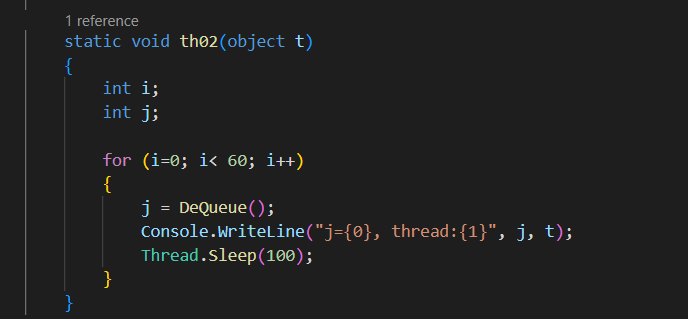 1 reference
static void th02(object t)
{
int i;
int j;
for (i=0; i< 60; i++)
{
j = DeQueue();
Console.WriteLine("j={0}, thread:{1}", j, t);
Thread.Sleep(100);
}
}